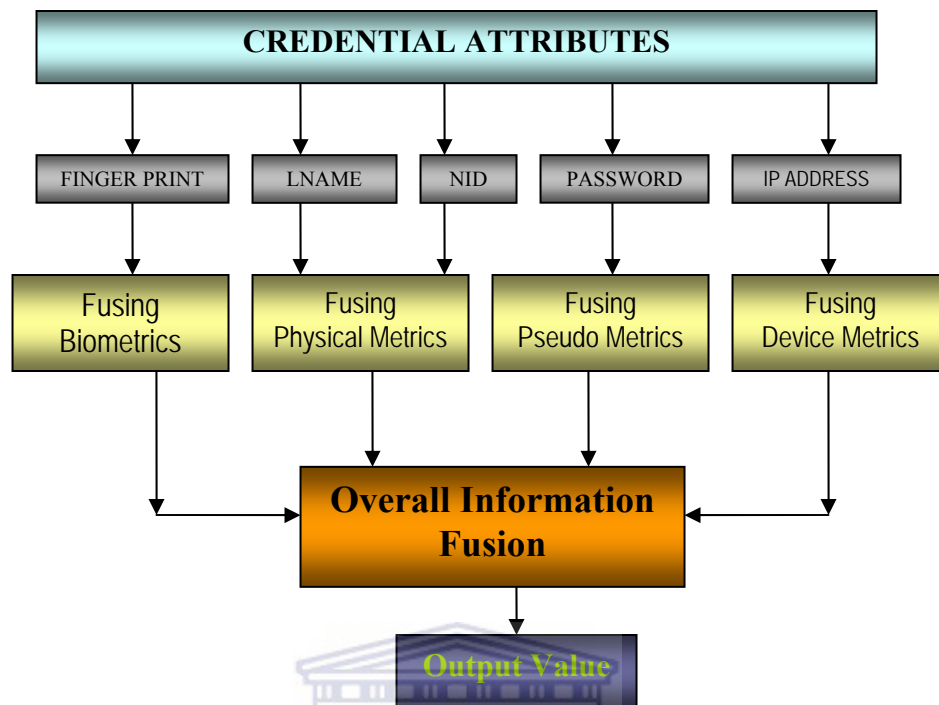 CREDENTIAL ATTRIBUTES
FINGER PRINT
LNAME
NID
PASSWORD
IP ADDRESS
Fusing
Biometrics
Fusing
Physical Metrics
Fusing
Pseudo Metrics
Fusing
Device Metrics
Overall Information
Fusion
Output Value